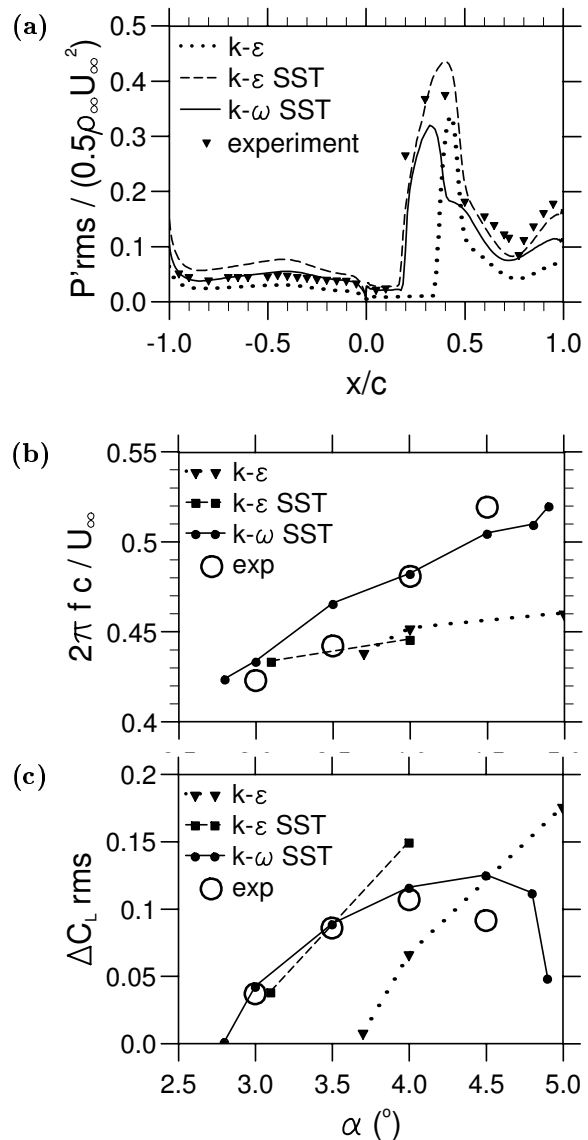 (a)
0.5
0.4
0.3
0.2
0.1
0.0
P'rms / (0.5ρ∞U∞²)
k-ε
k-ε SST
k-ω SST
experiment
-1.0 -0.5 0.0 0.5 1.0
x/c
(b)
0.55
0.5
0.45
0.4
2π f c / U∞
k-ε
k-ε SST
k-ω SST
exp
(c)
0.2
0.15
0.1
0.05
0.0
ΔC_L rms
k-ε
k-ε SST
k-ω SST
exp
2.5 3.0 3.5 4.0 4.5 5.0
α (°)